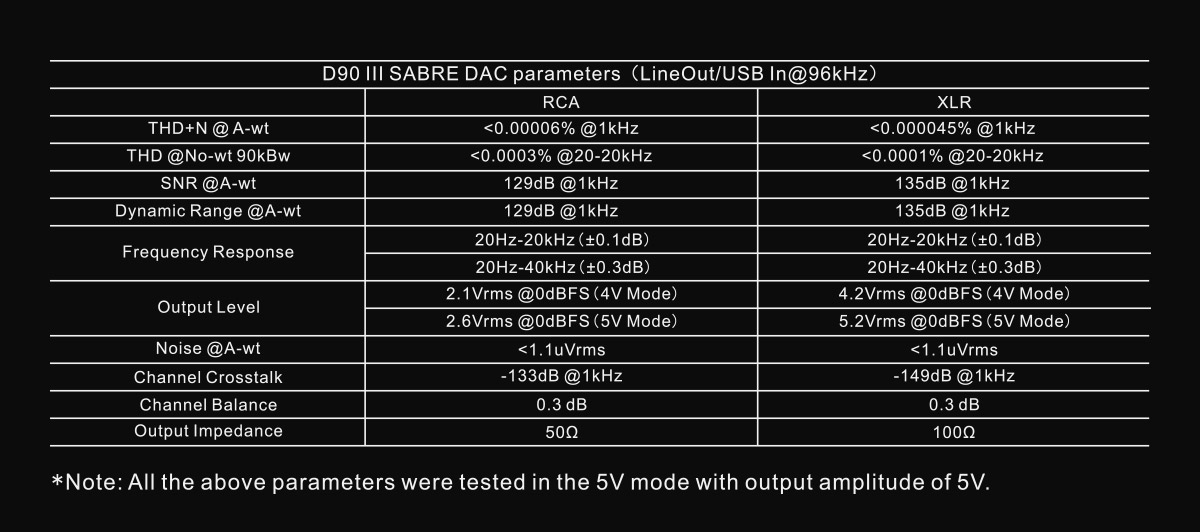 D90 III SABRE DAC parameters（LineOut/USB In@96kHz）
RCA XLR
THD+N @ A-wt <0.00006% @1kHz <0.000045% @1kHz
THD @No-wt 90kBw <0.0003% @20-20kHz <0.0001% @20-20kHz
SNR @A-wt 129dB @1kHz 135dB @1kHz
Dynamic Range @A-wt 129dB @1kHz 135dB @1kHz
Frequency Response 20Hz-20kHz（±0.1dB） 20Hz-20kHz（±0.1dB）
20Hz-40kHz（±0.3dB） 20Hz-40kHz（±0.3dB）
Output Level 2.1Vrms @0dBFS（4V Mode） 4.2Vrms @0dBFS（4V Mode）
2.6Vrms @0dBFS（5V Mode） 5.2Vrms @0dBFS（5V Mode）
Noise @A-wt <1.1uVrms <1.1uVrms
Channel Crosstalk -133dB @1kHz -149dB @1kHz
Channel Balance 0.3 dB 0.3 dB
Output Impedance 50Ω 100Ω
*Note: All the above parameters were tested in the 5V mode with output amplitude of 5V.